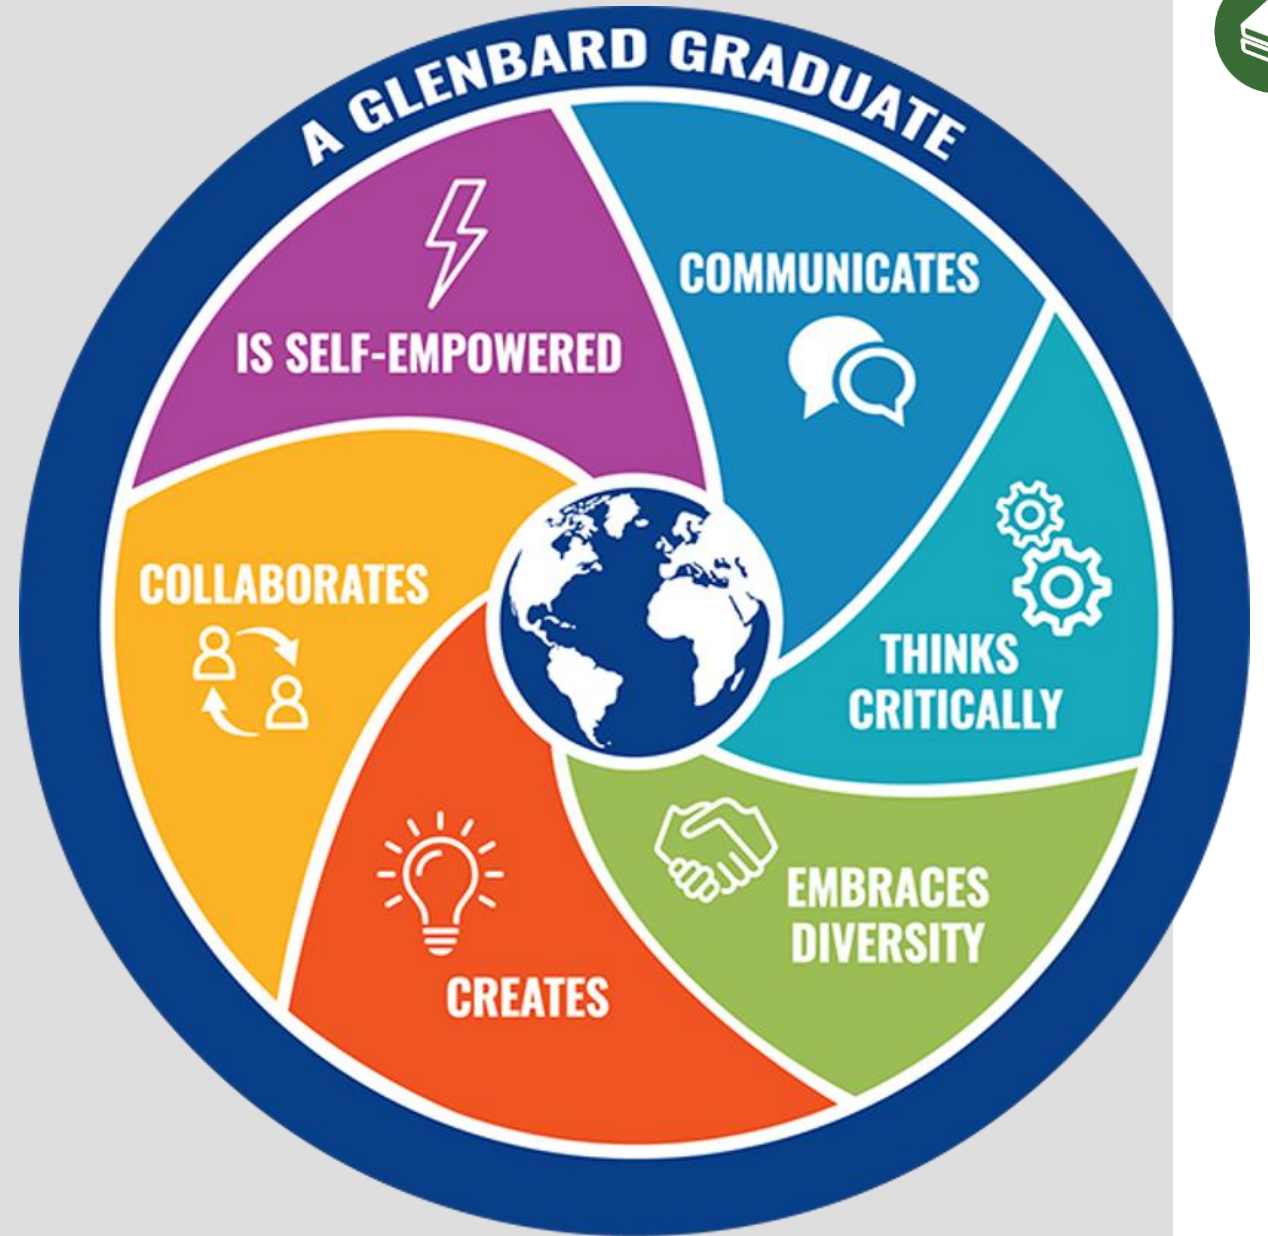 A GLENBARD GRADUATE
IS SELF-EMPOWERED
COMMUNICATES
THINKS
CRITICALLY
EMBRACES
DIVERSITY
CREATES
COLLABORATES